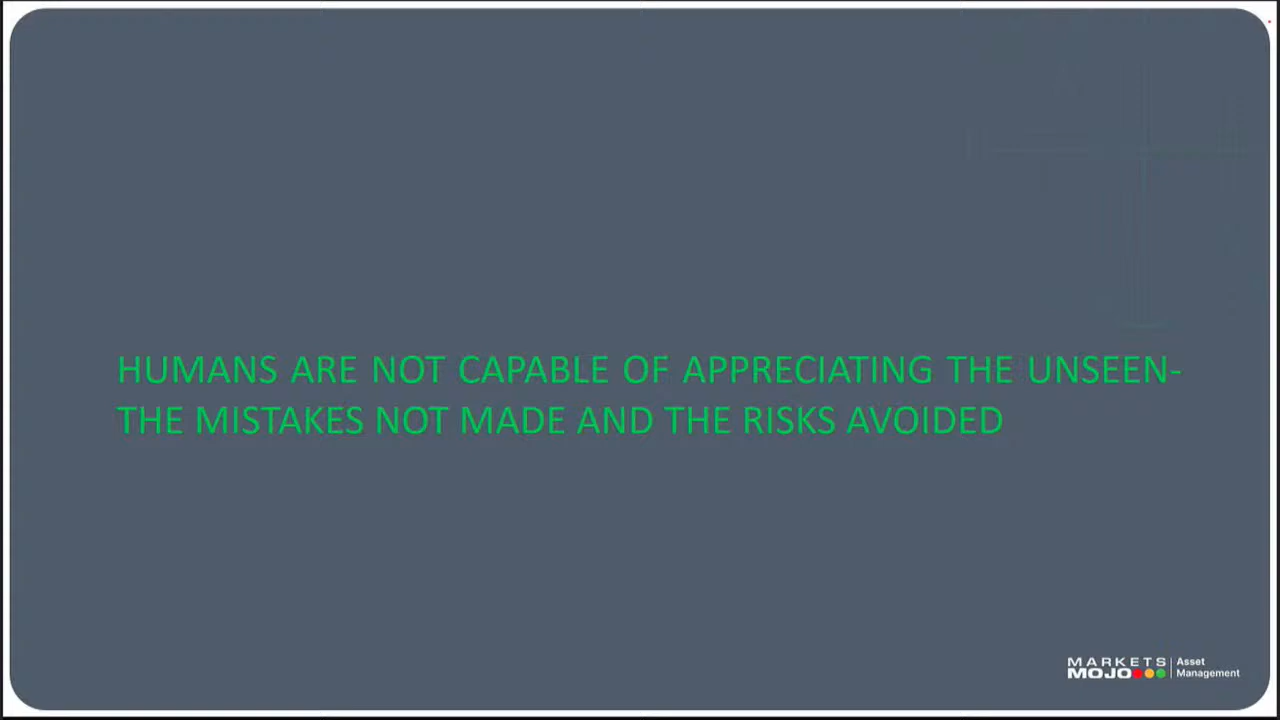 HUMANS ARE NOT CAPABLE OF APPRECIATING THE UNSEEN-
THE MISTAKES NOT MADE AND THE RISKS AVOIDED
MARKETS
MOJO
Asset
Management